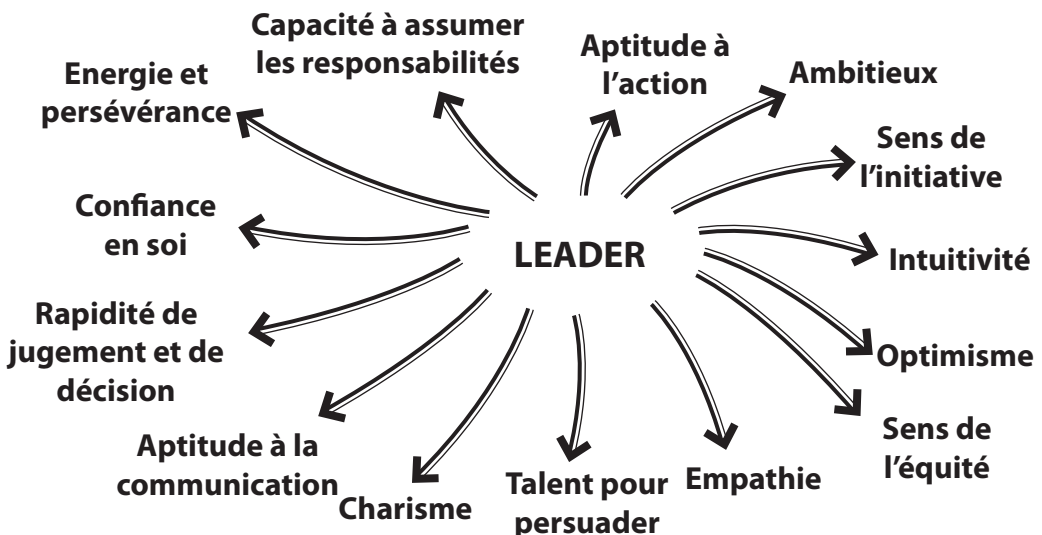 Capacité à assumer
les responsabilités
Aptitude à
l’action
Ambitieux
Energie et
persévérance
Sens de
l’initiative
Confiance
en soi
LEADER
Intuitivité
Rapidité de
jugement et de
décision
Optimisme
Sens de
l’équité
Aptitude à la
communication
Charisme
Talent pour
persuader
Empathie